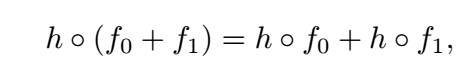 h ∘ (f₀ + f₁) = h ∘ f₀ + h ∘ f₁,